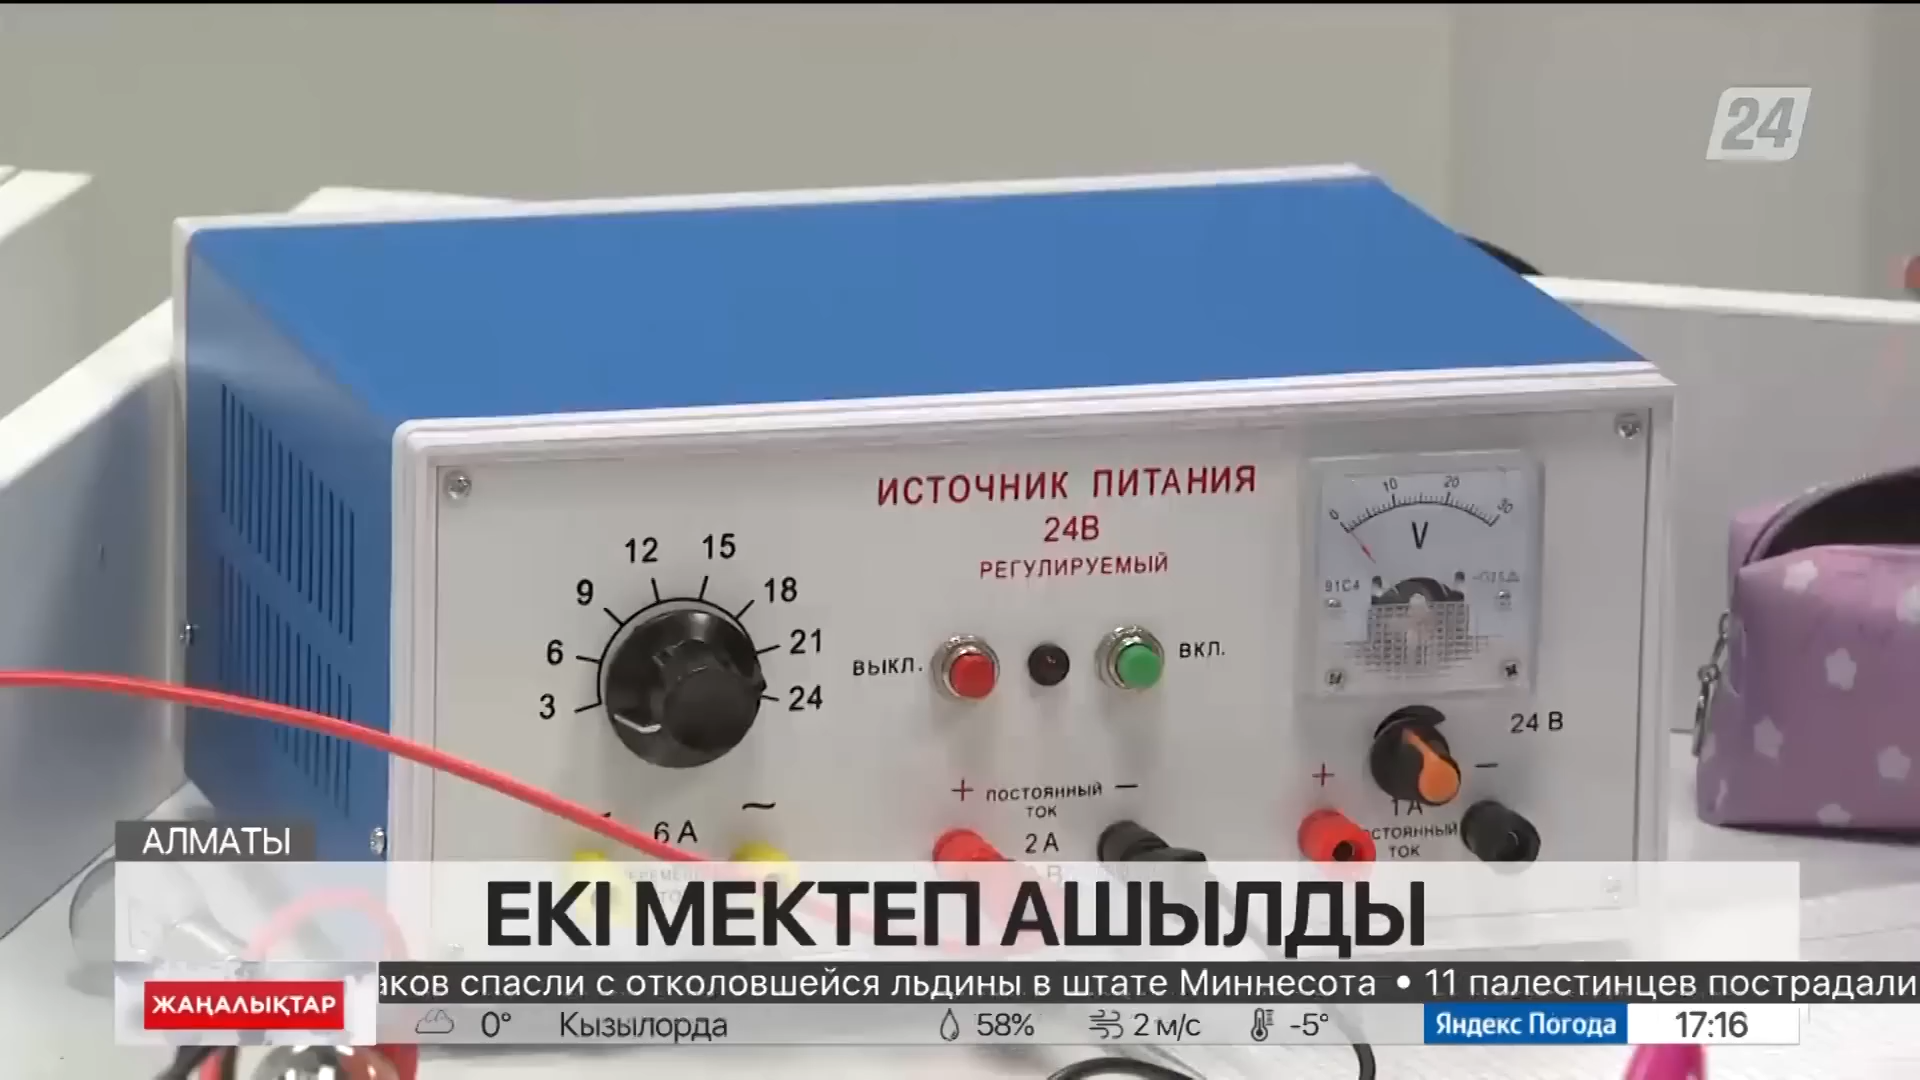 24
ИСТОЧНИК ПИТАНИЯ
24В
РЕГУЛИРУЕМЫЙ
3
6
9
12
15
18
21
24
ВЫКЛ.
ВКЛ.
0 10 20 30
V
91C4
24 В
+ ПОСТОЯННЫЙ −
ТОК
2 А
~
6 А
+ −
1 А
ТОК
АЛМАТЫ
ЕКІ МЕКТЕП АШЫЛДЫ
ЖАҢАЛЫҚТАР
спасли с отколовшейся льдины в штате Миннесота • 11 палестинцев пострадали
0° Кызылорда 58% 2 м/с -5° Яндекс Погода 17:16